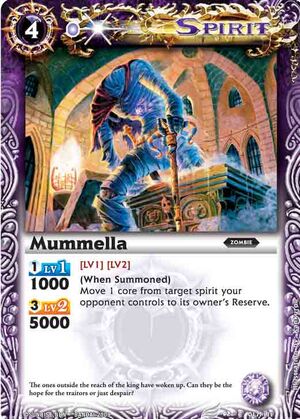 4
SPIRIT
Mummella
ZOMBIE
1 LV1
1000
3 LV2
5000
[LV1] [LV2]
(When Summoned)
Move 1 core from target spirit your
opponent controls to its owner's Reserve.
The ones outside the reach of the king have woken up. Can they be
the hope for the traitors or just despair?